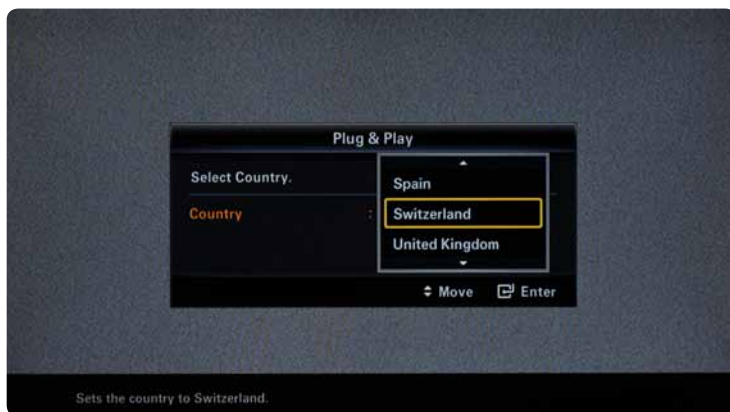 Plug & Play
Select Country.
Spain
Country : Switzerland
United Kingdom
Move Enter
Sets the country to Switzerland.